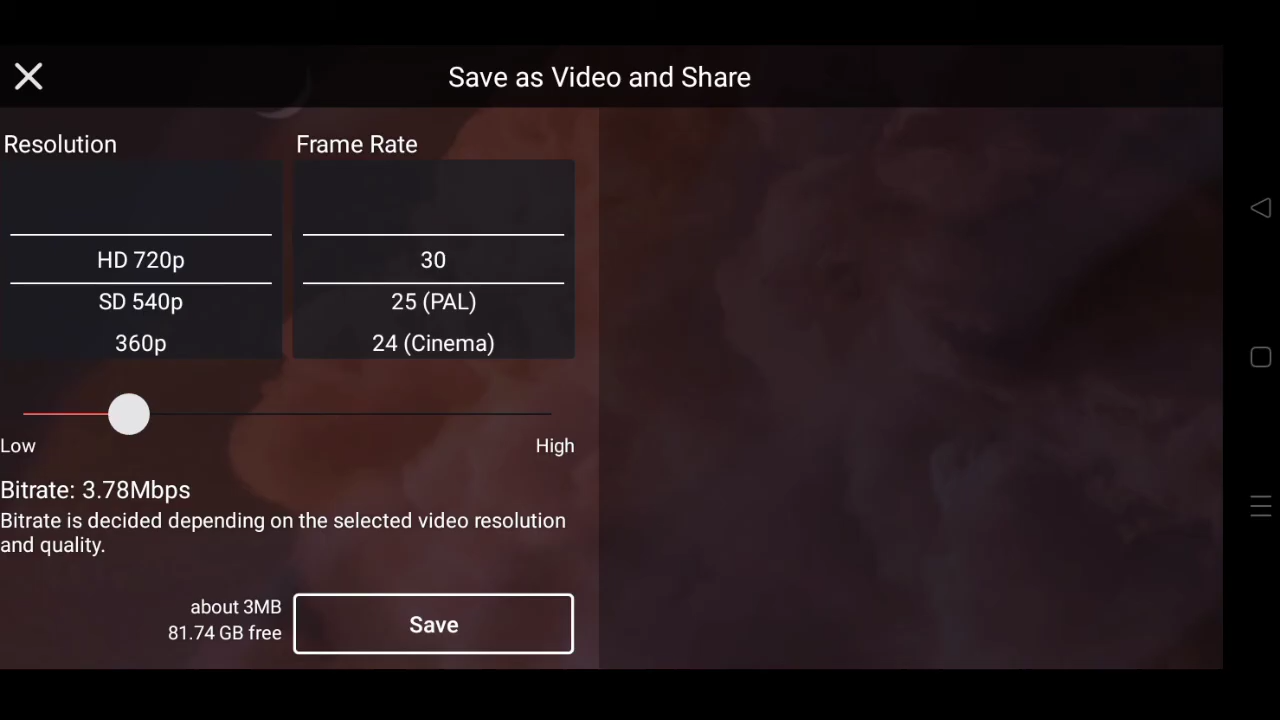 Save as Video and Share
Resolution
Frame Rate
HD 720p
SD 540p
360p
30
25 (PAL)
24 (Cinema)
Low
High
Bitrate: 3.78Mbps
Bitrate is decided depending on the selected video resolution
and quality.
about 3MB
81.74 GB free
Save